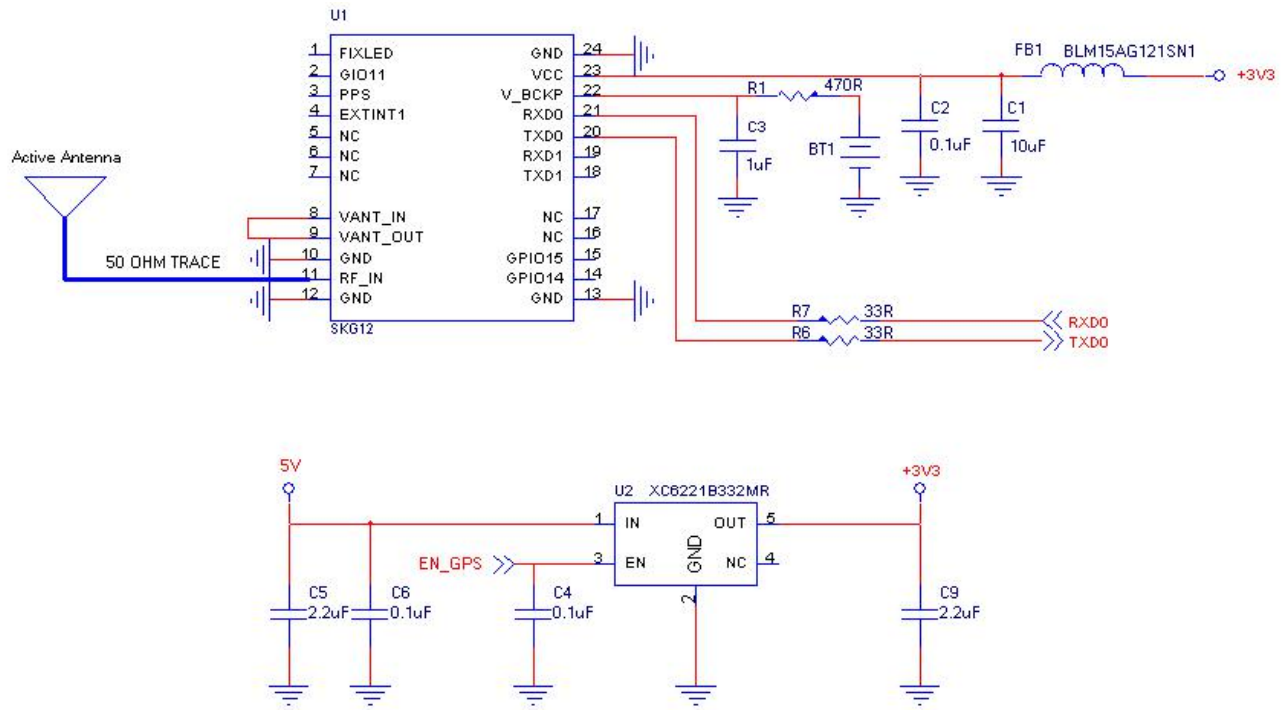 U1
1 FIXLED
2 GIO11
3 PPS
4 EXTINT1
5 NC
6 NC
7 NC
8 VANT_IN
9 VANT_OUT
10 GND
11 RF_IN
12 GND
GND 24
VCC 23
V_BCKP 22
RXD0 21
TXD0 20
RXD1 19
TXD1 18
NC 17
NC 16
GPIO15 15
GPIO14 14
GND 13
SKG12
Active Antenna
50 OHM TRACE
FB1 BLM15AG121SN1
+3V3
R1 470R
C3
1uF
BT1
C2
0.1uF
C1
10uF
R7 33R
RXD0
R6 33R
TXD0
5V
U2 XC6221B332MR
+3V3
1 IN
OUT 5
EN_GPS
3 EN
GND
NC 4
2
C5
2.2uF
C6
0.1uF
C4
0.1uF
C9
2.2uF